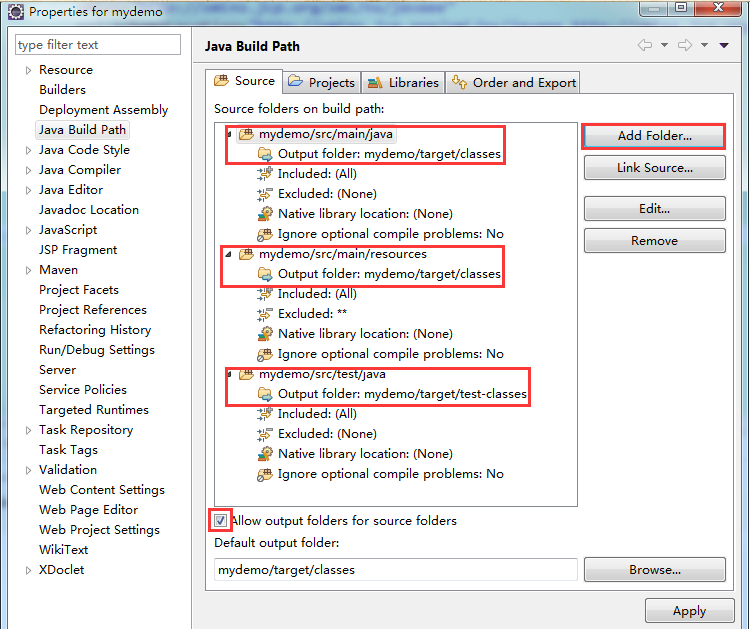 Properties for mydemo
type filter text
Resource
Builders
Deployment Assembly
Java Build Path
Java Code Style
Java Compiler
Java Editor
Javadoc Location
JavaScript
JSP Fragment
Maven
Project Facets
Project References
Refactoring History
Run/Debug Settings
Server
Service Policies
Targeted Runtimes
Task Repository
Task Tags
Validation
Web Content Settings
Web Page Editor
Web Project Settings
WikiText
XDoclet
Java Build Path
Source Projects Libraries Order and Export
Source folders on build path:
mydemo/src/main/java
Output folder: mydemo/target/classes
Included: (All)
Excluded: (None)
Native library location: (None)
Ignore optional compile problems: No
mydemo/src/main/resources
Output folder: mydemo/target/classes
Included: (All)
Excluded: **
Native library location: (None)
Ignore optional compile problems: No
mydemo/src/test/java
Output folder: mydemo/target/test-classes
Included: (All)
Excluded: (None)
Native library location: (None)
Ignore optional compile problems: No
Add Folder...
Link Source...
Edit...
Remove
Allow output folders for source folders
Default output folder:
mydemo/target/classes
Browse...
Apply